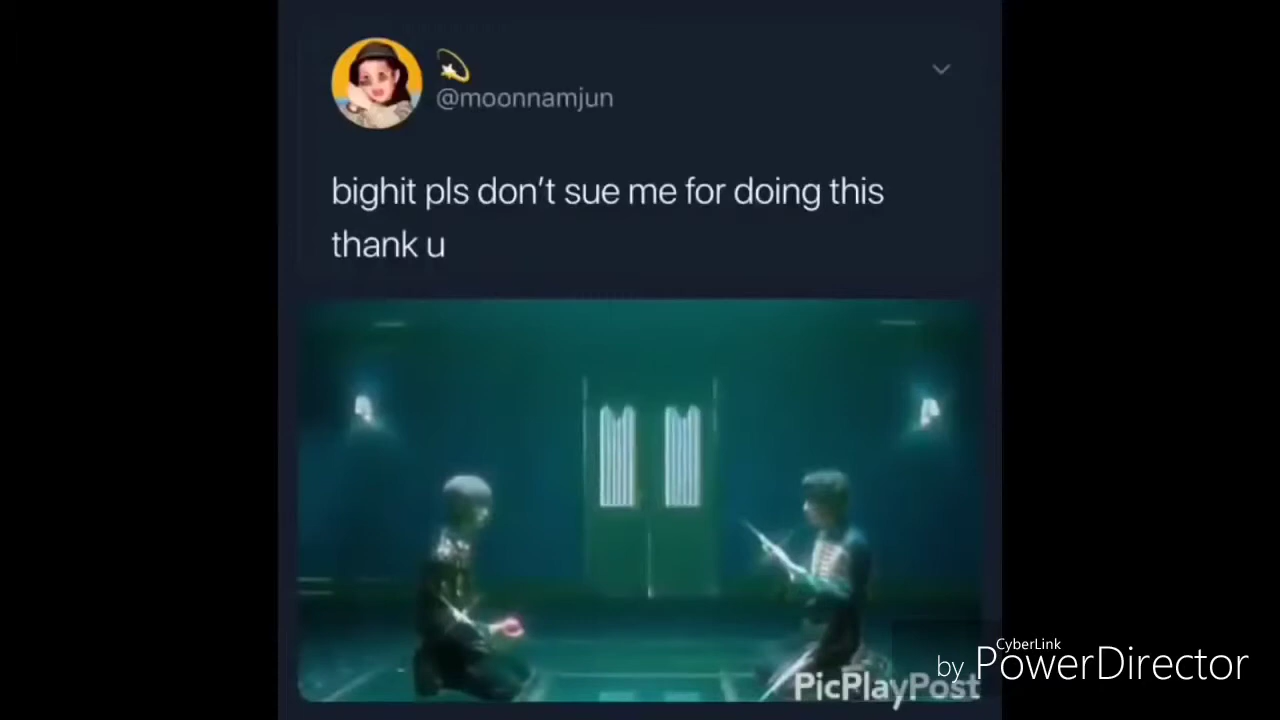 @moonnamjun
bighit pls don't sue me for doing this
thank u
CyberLink
by PowerDirector
PicPlayPost